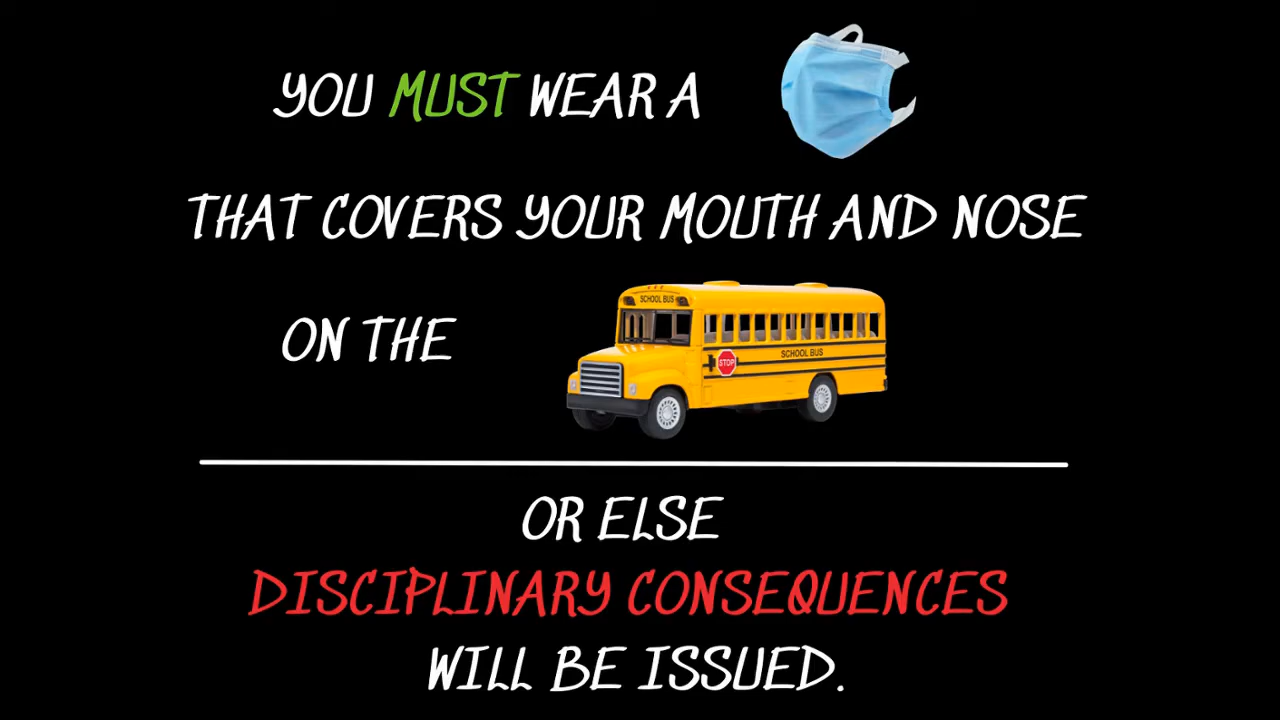 YOU MUST WEAR A
THAT COVERS YOUR MOUTH AND NOSE
ON THE
SCHOOL BUS
STOP
SCHOOL BUS
OR ELSE
DISCIPLINARY CONSEQUENCES
WILL BE ISSUED.